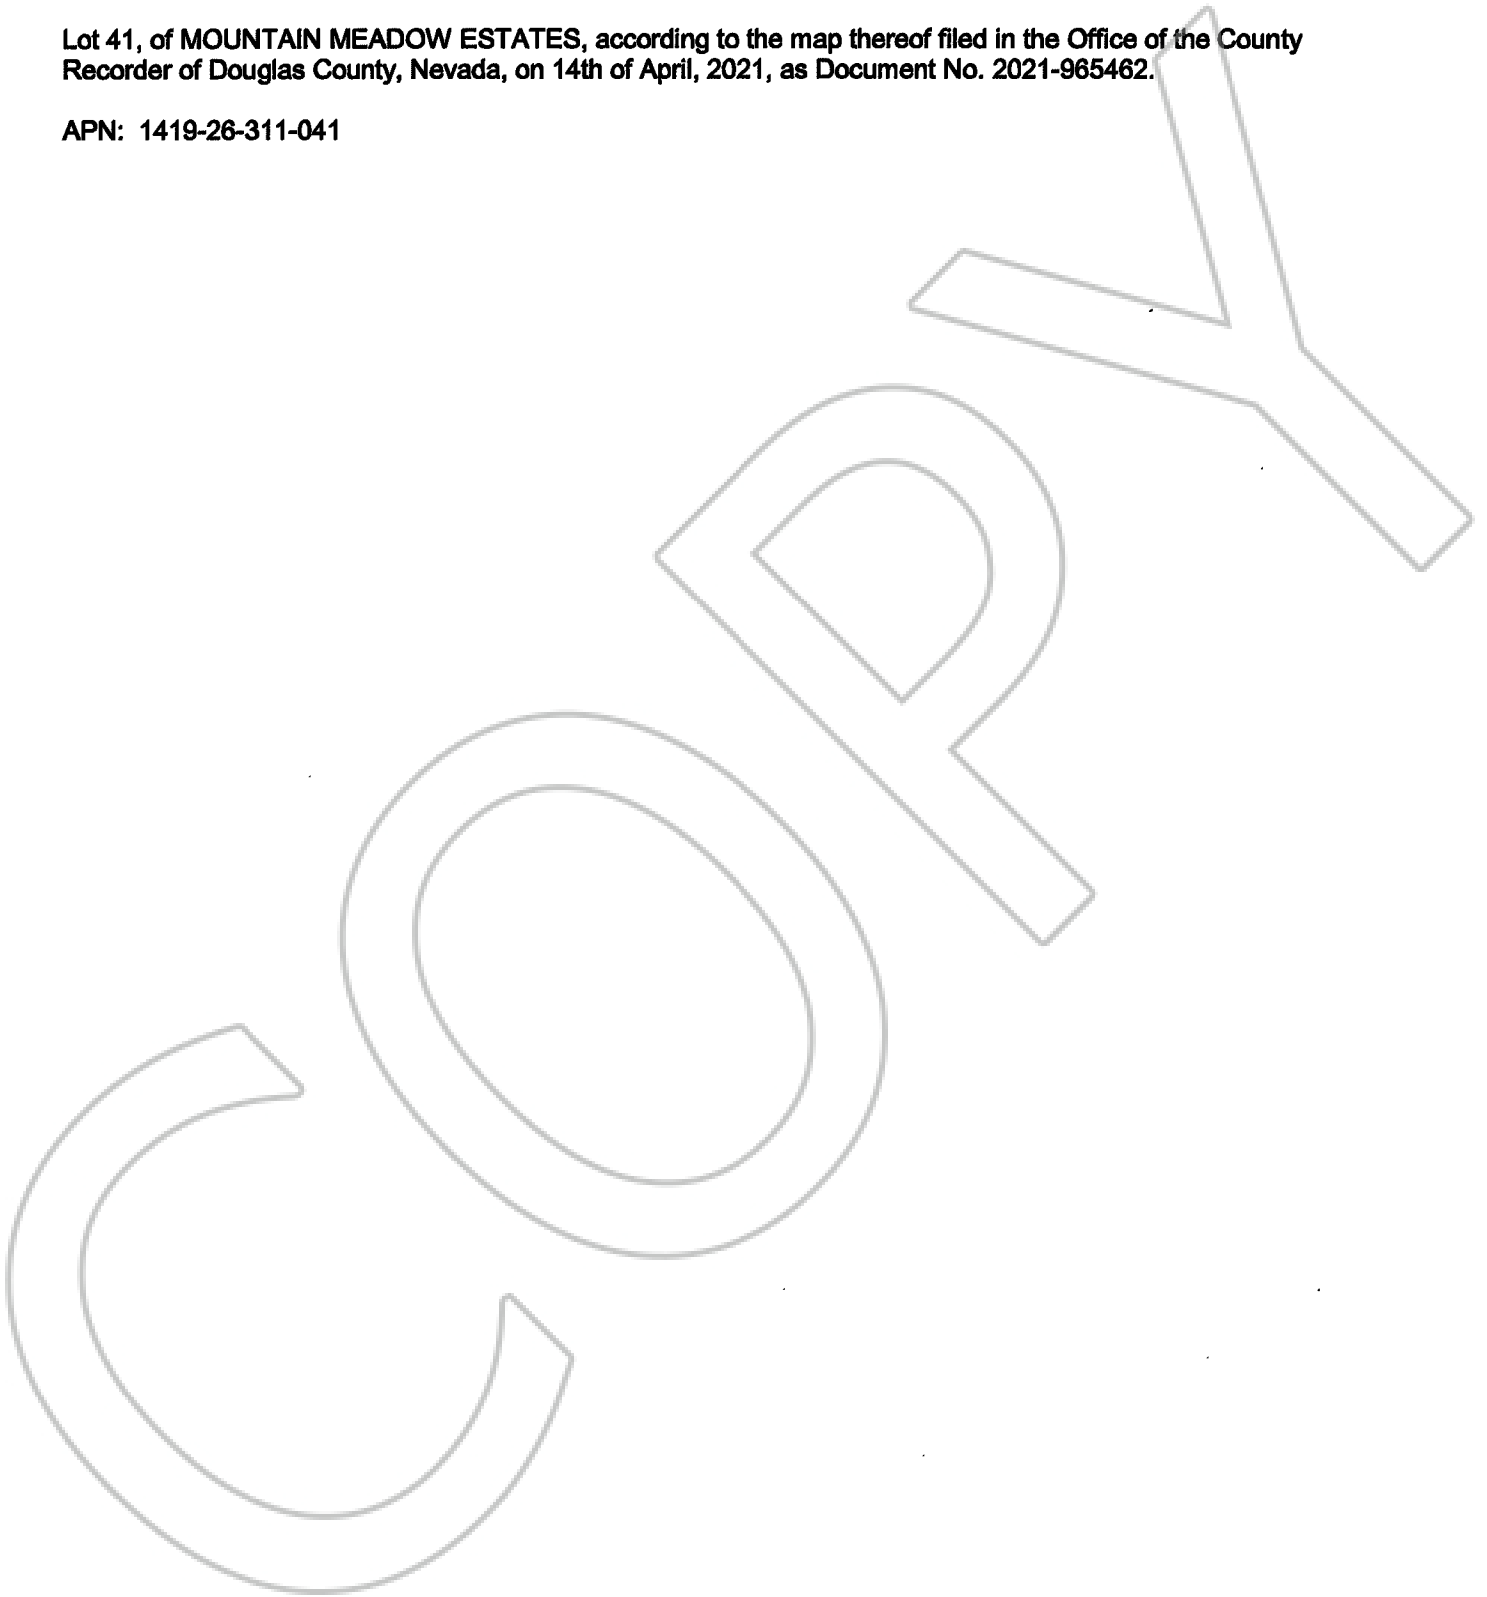 Lot 41, of MOUNTAIN MEADOW ESTATES, according to the map thereof filed in the Office of the County
Recorder of Douglas County, Nevada, on 14th of April, 2021, as Document No. 2021-965462.
APN: 1419-26-311-041
COPY